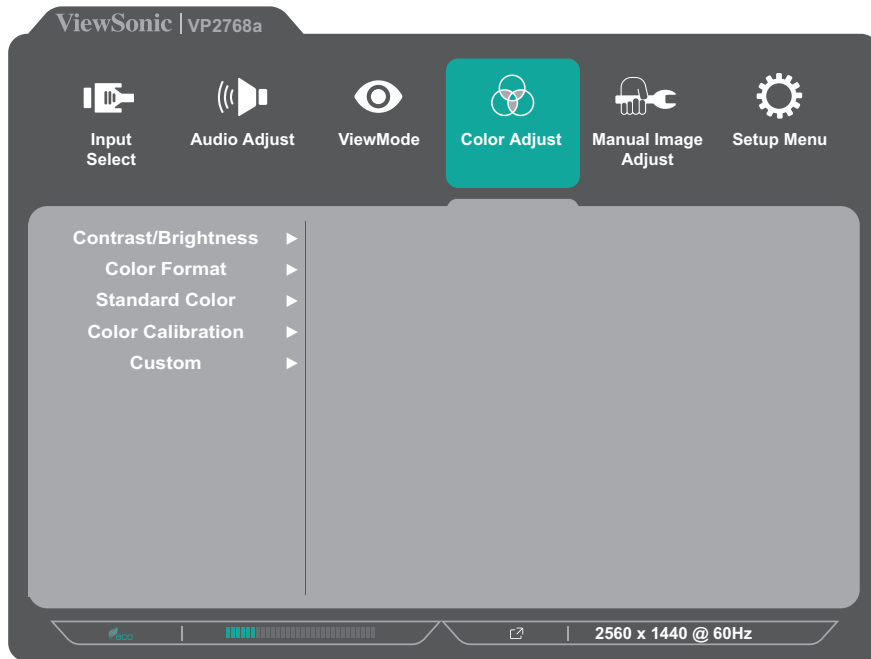 ViewSonic | VP2768a
Input Select
Audio Adjust
ViewMode
Color Adjust
Manual Image Adjust
Setup Menu
Contrast/Brightness
Color Format
Standard Color
Color Calibration
Custom
eco
2560 x 1440 @ 60Hz